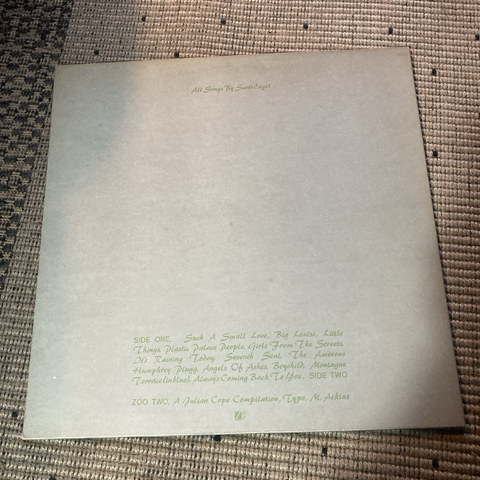 All Songs By Scott Engel
SIDE ONE. Such A Small Love, Big Louise, Little
Things, Plastic Palace People, Girls From The Streets,
It's Raining Today. Seventh Seal, The Amorous
Humphrey Plugg, Angels Of Ashes, Boychild, Montague
Terrace (in blue), Always Coming Back To You. SIDE TWO
ZOO TWO, A Julian Cope Compilation, Typo, M. Atkins